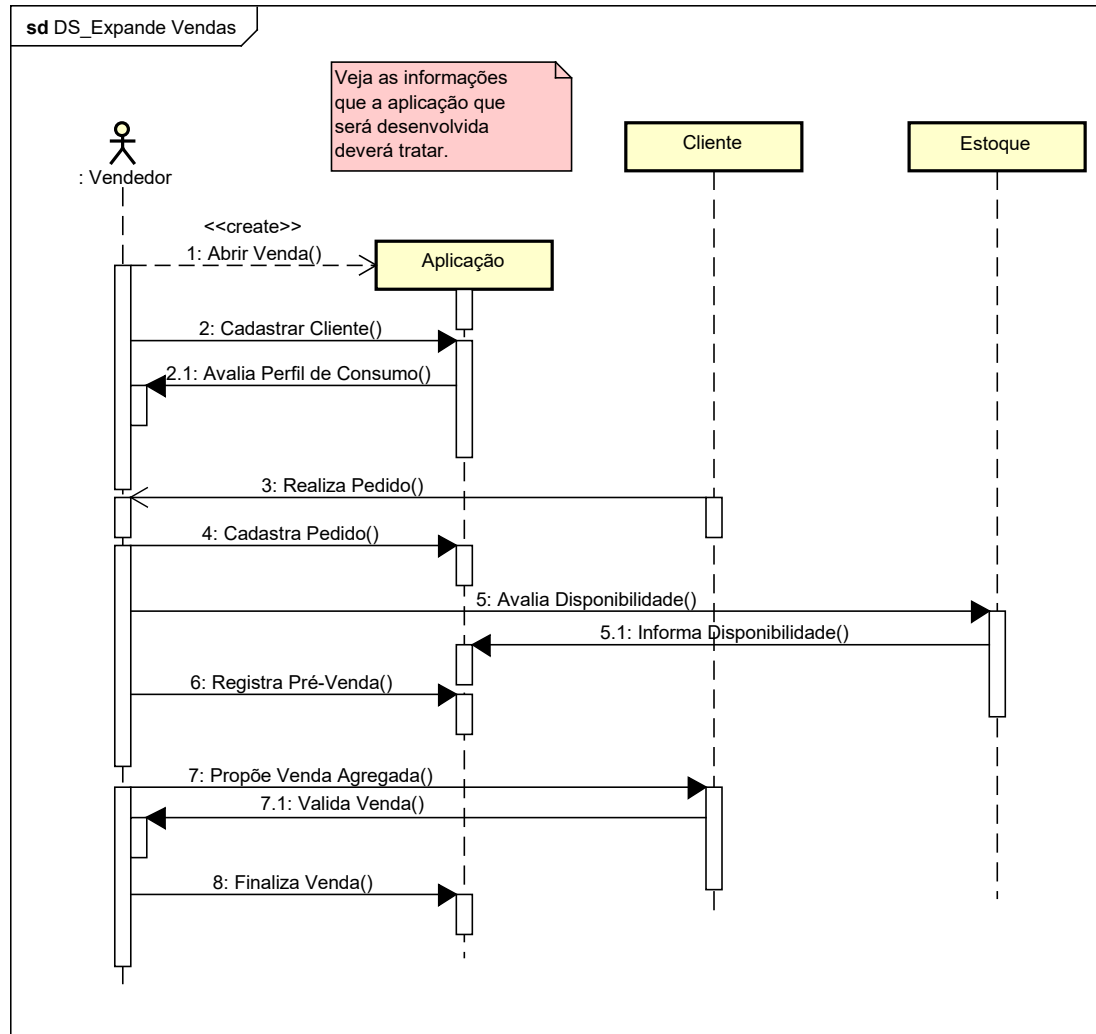 sd DS_Expande Vendas
Veja as informações
que a aplicação que
será desenvolvida
deverá tratar.
Cliente
Estoque
: Vendedor
<<create>>
1: Abrir Venda()
Aplicação
2: Cadastrar Cliente()
2.1: Avalia Perfil de Consumo()
3: Realiza Pedido()
4: Cadastra Pedido()
5: Avalia Disponibilidade()
5.1: Informa Disponibilidade()
6: Registra Pré-Venda()
7: Propõe Venda Agregada()
7.1: Valida Venda()
8: Finaliza Venda()